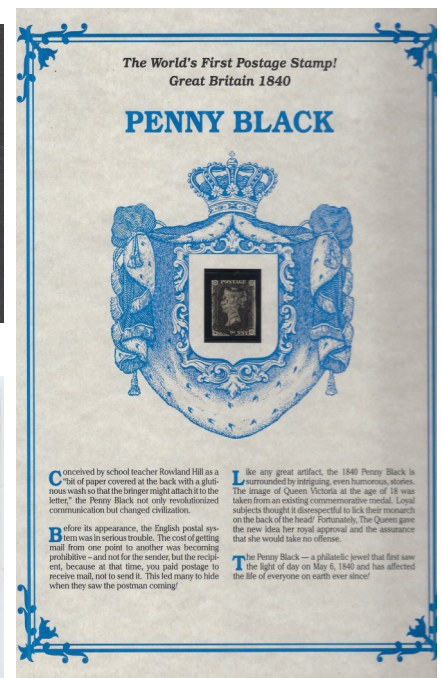 The World's First Postage Stamp!
Great Britain 1840
PENNY BLACK
POSTAGE
Conceived by school teacher Rowland Hill as a
"bit of paper covered at the back with a gluti-
nous wash so that the bringer might attach it to the
letter," the Penny Black not only revolutionized
communication but changed civilization.
Before its appearance, the English postal sys-
tem was in serious trouble. The cost of getting
mail from one point to another was becoming
prohibitive – and not for the sender, but the recipi-
ent, because at that time, you paid postage to
receive mail, not to send it. This led many to hide
when they saw the postman coming!
Like any great artifact, the 1840 Penny Black is
surrounded by intriguing, even humorous, stories.
The image of Queen Victoria at the age of 18 was
taken from an existing commemorative medal. Loyal
subjects thought it disrespectful to lick their monarch
on the back of the head! Fortunately, The Queen gave
the new idea her royal approval and the assurance
that she would take no offense.
The Penny Black — a philatelic jewel that first saw
the light of day on May 6, 1840 and has affected
the life of everyone on earth ever since!